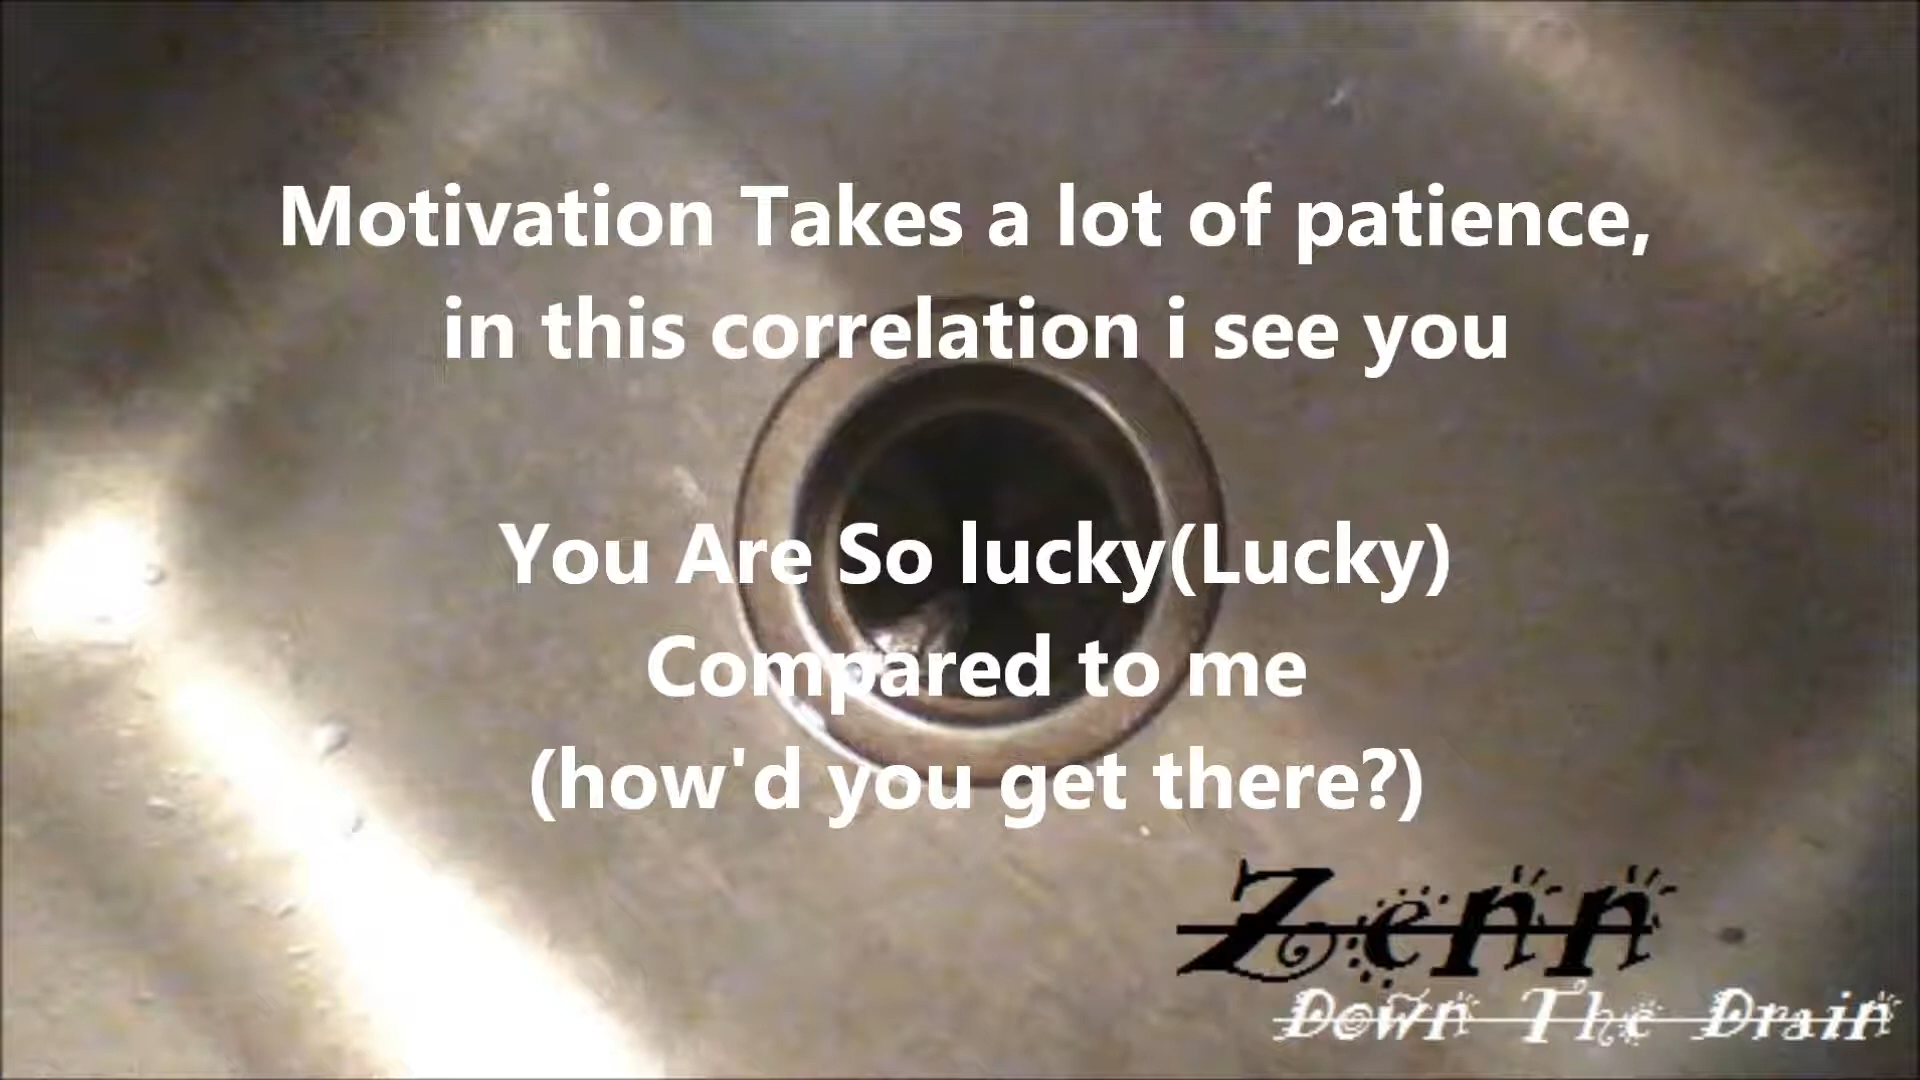 Motivation Takes a lot of patience,
in this correlation i see you
You Are So lucky(Lucky)
Compared to me
(how'd you get there?)
Zenn
Down The Drain